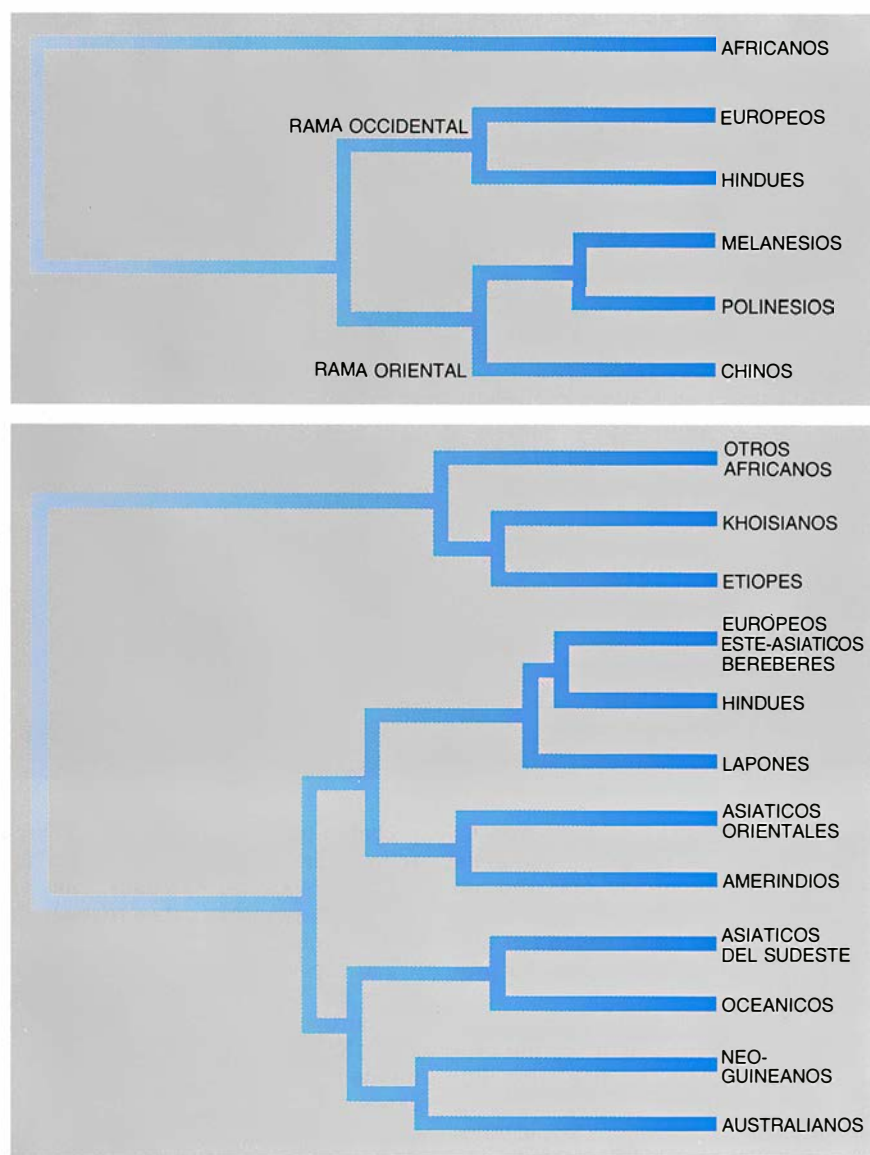 AFRICANOS
RAMA OCCIDENTAL
EUROPEOS
HINDUES
MELANESIOS
POLINESIOS
RAMA ORIENTAL
CHINOS
OTROS
AFRICANOS
KHOISIANOS
ETIOPES
EUROPEOS
ESTE-ASIATICOS
BEREBERES
HINDUES
LAPONES
ASIATICOS
ORIENTALES
AMERINDIOS
ASIATICOS
DEL SUDESTE
OCEANICOS
NEO-
GUINEANOS
AUSTRALIANOS